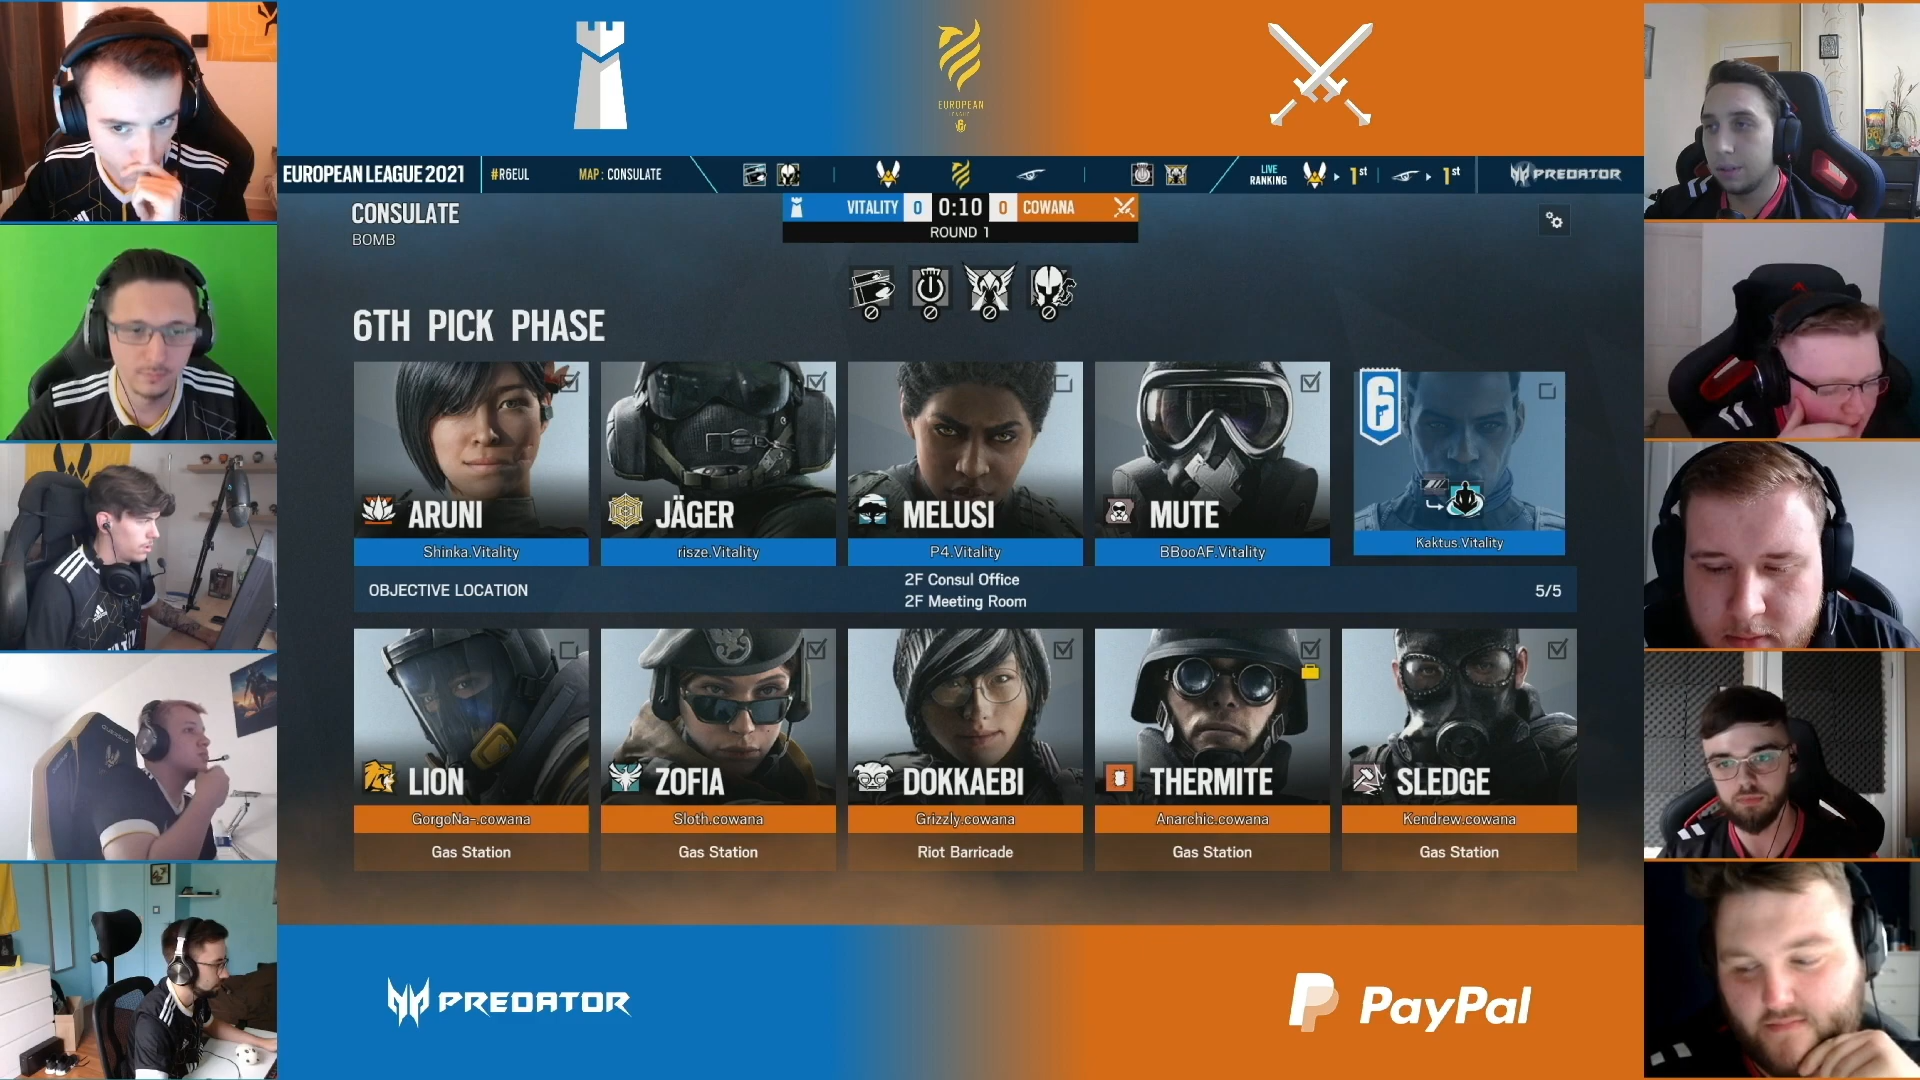 EUROPEAN
LEAGUE
EUROPEAN LEAGUE 2021
#R6EUL
MAP: CONSULATE
LIVE
RANKING
1st
1st
PREDATOR
CONSULATE
BOMB
VITALITY 0 0:10 0 COWANA
ROUND 1
6TH PICK PHASE
ARUNI
JÄGER
MELUSI
MUTE
6
Shinka.Vitality
risze.Vitality
P4.Vitality
BBooAF.Vitality
Kaktus.Vitality
OBJECTIVE LOCATION
2F Consul Office
2F Meeting Room
5/5
LION
ZOFIA
DOKKAEBI
THERMITE
SLEDGE
GorgoNa-.cowana
Sloth.cowana
Grizzly.cowana
Anarchic.cowana
Kendrew.cowana
Gas Station
Gas Station
Riot Barricade
Gas Station
Gas Station
PREDATOR
PayPal